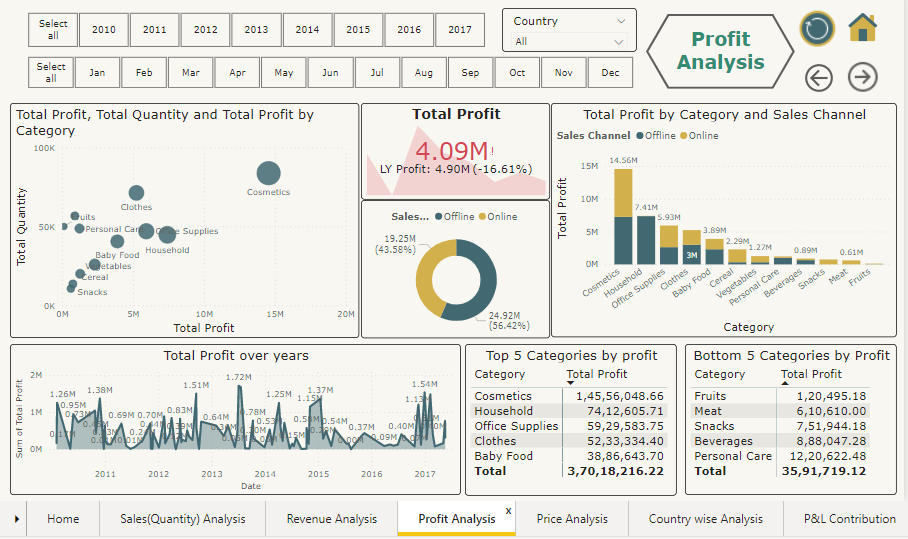 Select all
2010
2011
2012
2013
2014
2015
2016
2017
Country
All
Profit
Analysis
Select all
Jan
Feb
Mar
Apr
May
Jun
Jul
Aug
Sep
Oct
Nov
Dec
Total Profit, Total Quantity and Total Profit by
Category
Total Quantity
100K
50K
0K
Cosmetics
Clothes
Personal Care
Office Supplies
Household
Baby Food
Vegetables
Cereal
Snacks
0M
5M
10M
15M
20M
Total Profit
Total Profit
4.09M!
LY Profit: 4.90M (-16.61%)
Sales... Offline Online
19.25M
(43.58%)
24.92M
(56.42%)
Total Profit by Category and Sales Channel
Sales Channel Offline Online
Total Profit
15M
10M
5M
0M
14.56M
7.41M
5.93M
3M
3.89M
2.29M
1.27M
0.89M
0.61M
Cosmetics
Household
Office Supplies
Clothes
Baby Food
Cereal
Vegetables
Personal Care
Beverages
Snacks
Meat
Fruits
Category
Total Profit over years
Sum of Total Profit
2M
1M
0M
1.26M
0.95M
0.73M
1.38M
0.69M
0.70M
0.83M
1.51M
0.64M
1.72M
0.78M
0.53M
1.25M
1.37M
1.15M
0.54M
0.37M
0.00M
0.09M
0.40M
1.54M
2011
2012
2013
2014
2015
2016
2017
Date
Top 5 Categories by profit
Category Total Profit
Cosmetics 1,45,56,048.66
Household 74,12,605.71
Office Supplies 59,29,583.75
Clothes 52,33,334.40
Baby Food 38,86,643.70
Total 3,70,18,216.22
Bottom 5 Categories by Profit
Category Total Profit
Fruits 1,20,495.18
Meat 6,10,610.00
Snacks 7,51,944.18
Beverages 8,88,047.28
Personal Care 12,20,622.48
Total 35,91,719.12
Home
Sales(Quantity) Analysis
Revenue Analysis
Profit Analysis
x
Price Analysis
Country wise Analysis
P&L Contribution